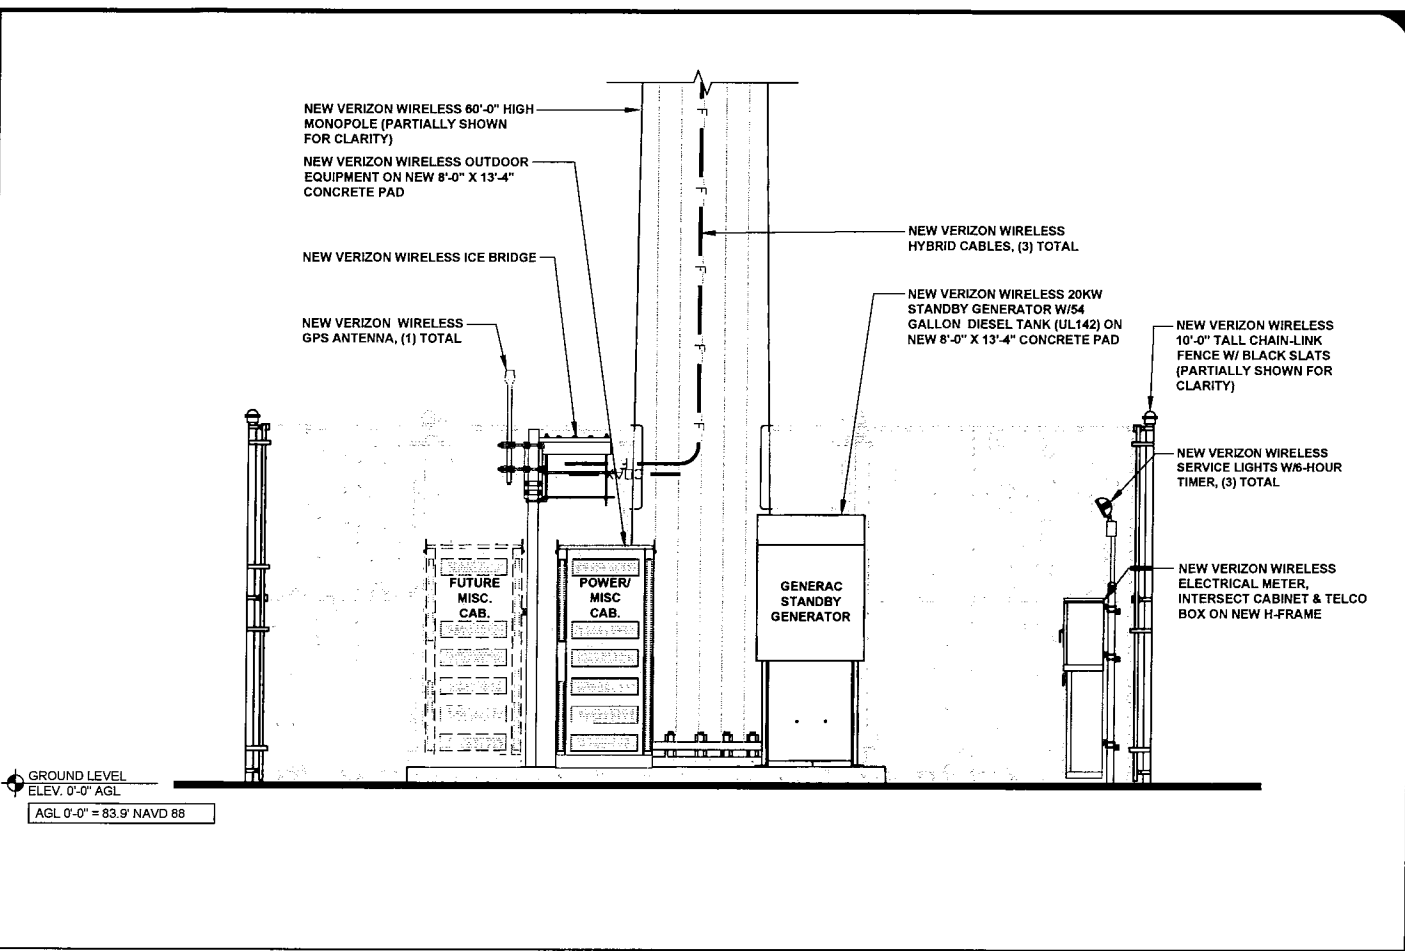 NEW VERIZON WIRELESS 60'-0" HIGH
MONOPOLE (PARTIALLY SHOWN
FOR CLARITY)
NEW VERIZON WIRELESS OUTDOOR
EQUIPMENT ON NEW 8'-0" X 13'-4"
CONCRETE PAD
NEW VERIZON WIRELESS ICE BRIDGE
NEW VERIZON WIRELESS
GPS ANTENNA, (1) TOTAL
NEW VERIZON WIRELESS
HYBRID CABLES, (3) TOTAL
NEW VERIZON WIRELESS 20KW
STANDBY GENERATOR W/54
GALLON DIESEL TANK (UL142) ON
NEW 8'-0" X 13'-4" CONCRETE PAD
NEW VERIZON WIRELESS
10'-0" TALL CHAIN-LINK
FENCE W/ BLACK SLATS
(PARTIALLY SHOWN FOR
CLARITY)
NEW VERIZON WIRELESS
SERVICE LIGHTS W/6-HOUR
TIMER, (3) TOTAL
NEW VERIZON WIRELESS
ELECTRICAL METER,
INTERSECT CABINET & TELCO
BOX ON NEW H-FRAME
F
F
F
F
F
FUTURE
MISC.
CAB.
POWER/
MISC
CAB.
GENERAC
STANDBY
GENERATOR
GROUND LEVEL
ELEV. 0'-0" AGL
AGL 0'-0" = 83.9' NAVD 88